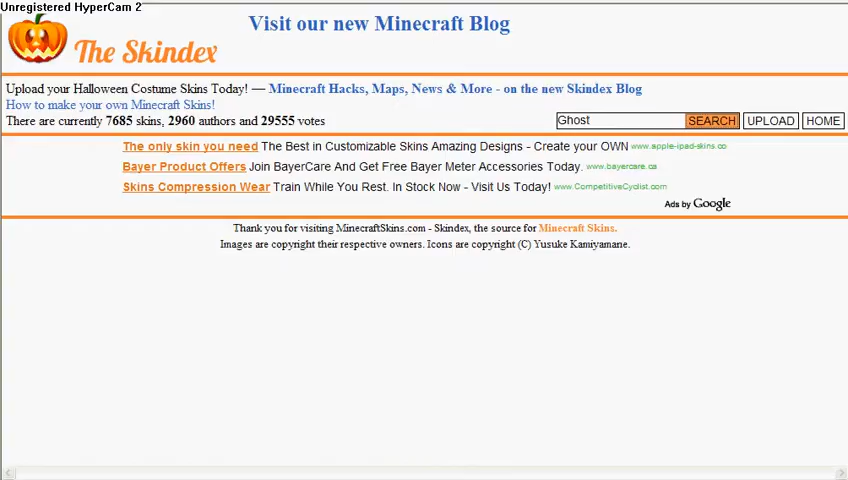 Unregistered HyperCam 2
Visit our new Minecraft Blog
The Skindex
Upload your Halloween Costume Skins Today! — Minecraft Hacks, Maps, News & More - on the new Skindex Blog
How to make your own Minecraft Skins!
There are currently 7685 skins, 2960 authors and 29555 votes
Ghost SEARCH UPLOAD HOME
The only skin you need The Best in Customizable Skins Amazing Designs - Create your OWN www.apple-ipad-skins.co
Bayer Product Offers Join BayerCare And Get Free Bayer Meter Accessories Today. www.bayercare.ca
Skins Compression Wear Train While You Rest. In Stock Now - Visit Us Today! www.CompetitiveCyclist.com
Ads by Google
Thank you for visiting MinecraftSkins.com - Skindex, the source for Minecraft Skins.
Images are copyright their respective owners. Icons are copyright (C) Yusuke Kamiyamane.